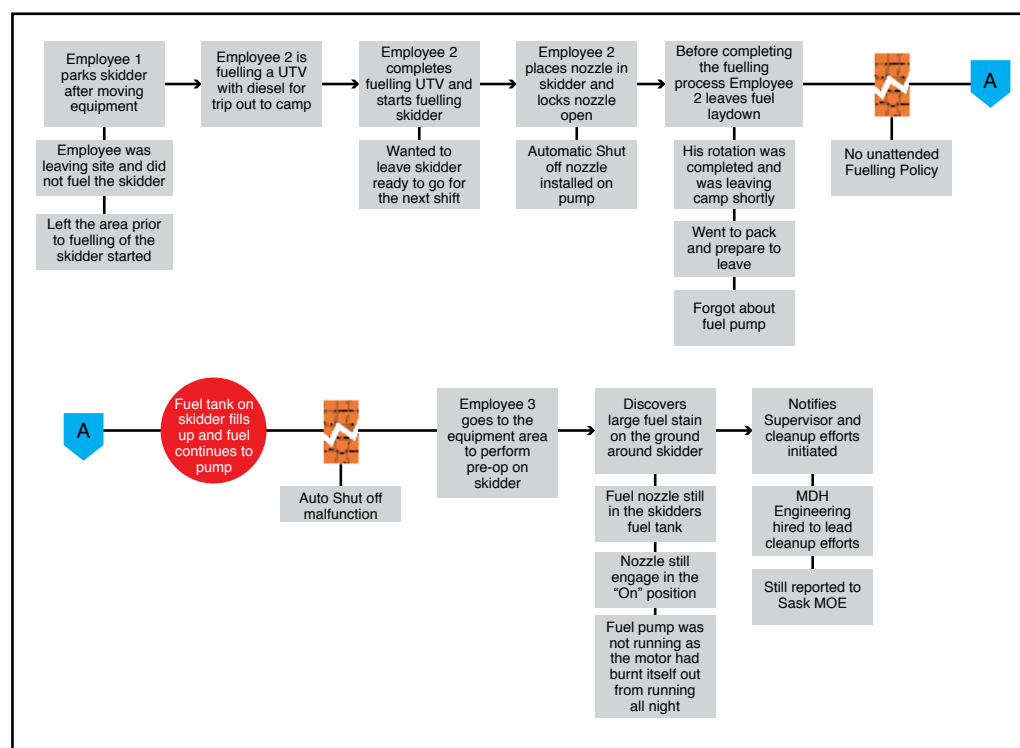 Employee 1
parks skidder
after moving
equipment
Employee was
leaving site and did
not fuel the skidder
Left the area prior
to fuelling of the
skidder started
Employee 2 is
fuelling a UTV
with diesel for
trip out to camp
Employee 2
completes
fuelling UTV and
starts fuelling
skidder
Wanted to
leave skidder
ready to go for
the next shift
Employee 2
places nozzle in
skidder and
locks nozzle
open
Automatic Shut
off nozzle
installed on
pump
Before completing
the fuelling
process Employee
2 leaves fuel
laydown
His rotation was
completed and
was leaving
camp shortly
Went to pack
and prepare to
leave
Forgot about
fuel pump
No unattended
Fuelling Policy
A
A
Fuel tank on
skidder fills
up and fuel
continues to
pump
Auto Shut off
malfunction
Employee 3
goes to the
equipment area
to perform
pre-op on
skidder
Discovers
large fuel stain
on the ground
around skidder
Fuel nozzle still
in the skidders
fuel tank
Nozzle still
engage in the
“On” position
Fuel pump was
not running as
the motor had
burnt itself out
from running
all night
Notifies
Supervisor and
cleanup efforts
initiated
MDH
Engineering
hired to lead
cleanup efforts
Still reported to
Sask MOE